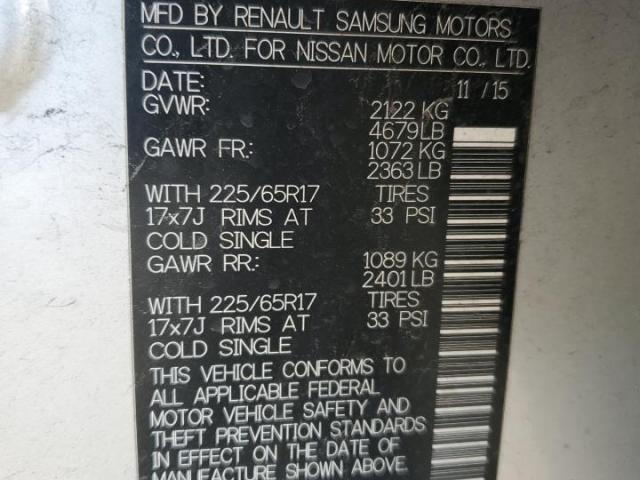 MFD BY RENAULT SAMSUNG MOTORS
CO., LTD. FOR NISSAN MOTOR CO., LTD.
DATE: 11 / 15
GVWR: 2122 KG
4679LB
GAWR FR.: 1072 KG
2363 LB
WITH 225/65R17 TIRES
17x7J RIMS AT 33 PSI
COLD SINGLE
GAWR RR.: 1089 KG
2401 LB
WITH 225/65R17 TIRES
17x7J RIMS AT 33 PSI
COLD SINGLE
THIS VEHICLE CONFORMS TO
ALL APPLICABLE FEDERAL
MOTOR VEHICLE SAFETY AND
THEFT PREVENTION STANDARDS
IN EFFECT ON THE DATE OF
MANUFACTURE SHOWN ABOVE.